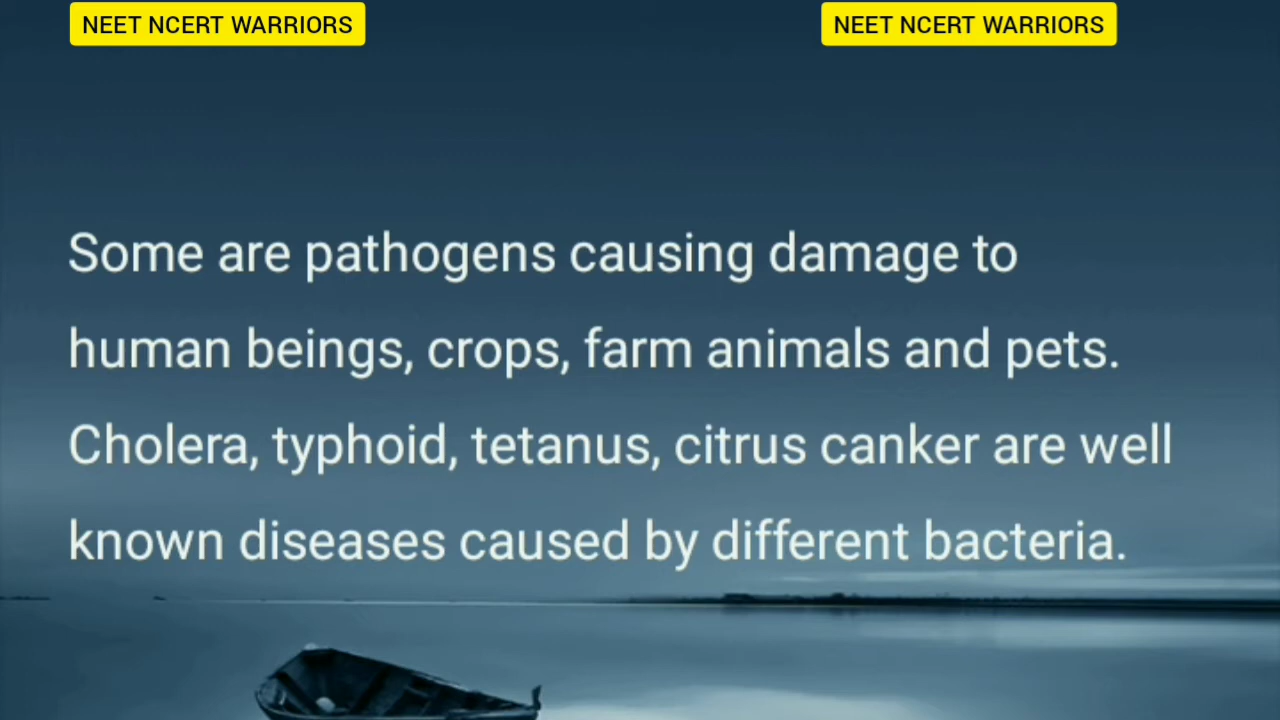 NEET NCERT WARRIORS NEET NCERT WARRIORS
Some are pathogens causing damage to
human beings, crops, farm animals and pets.
Cholera, typhoid, tetanus, citrus canker are well
known diseases caused by different bacteria.